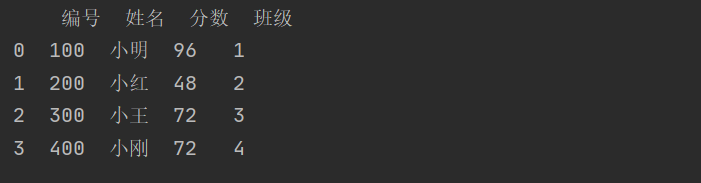 编号 姓名 分数 班级
0 100 小明 96 1
1 200 小红 48 2
2 300 小王 72 3
3 400 小刚 72 4